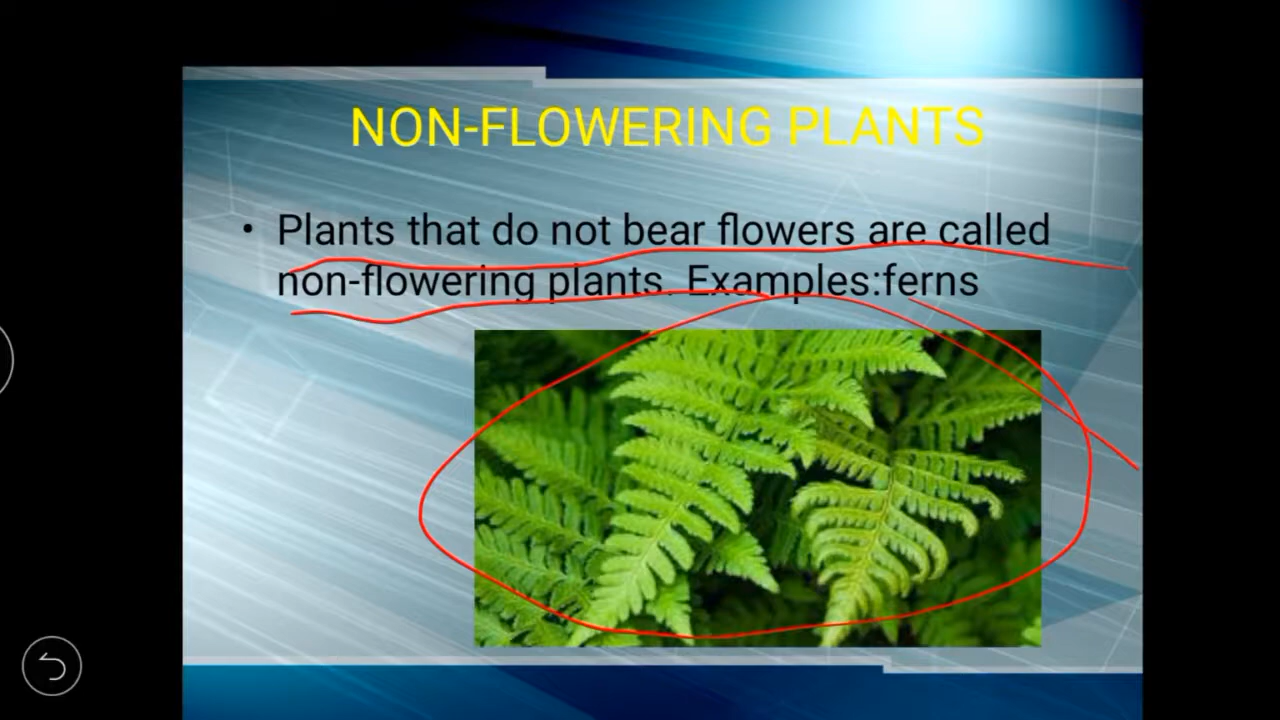 NON-FLOWERING PLANTS
• Plants that do not bear flowers are called
non-flowering plants. Examples:ferns